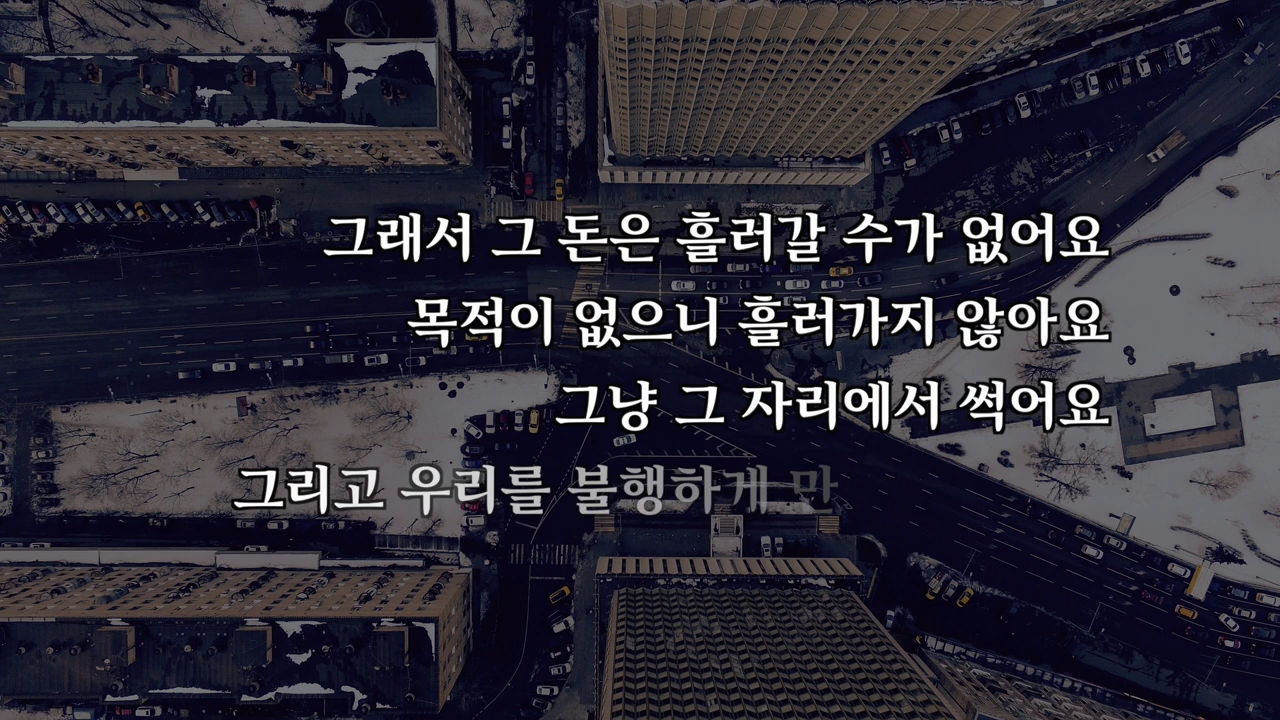 그래서 그 돈은 흘러갈 수가 없어요
목적이 없으니 흘러가지 않아요
그냥 그 자리에서 썩어요
그리고 우리를 불행하게 만